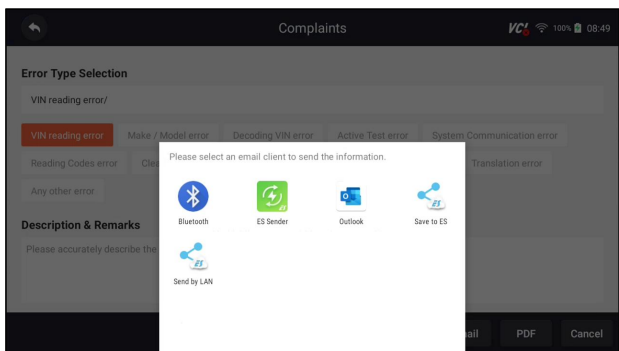 Complaints
VCI 100% 08:49
Error Type Selection
VIN reading error/
VIN reading error Make / Model error Decoding VIN error Active Test error System Communication error
Reading Codes error Translation error
Any other error
Please select an email client to send the information.
Bluetooth ES Sender Outlook Save to ES
Send by LAN
Description & Remarks
Please accurately describe the
PDF Cancel